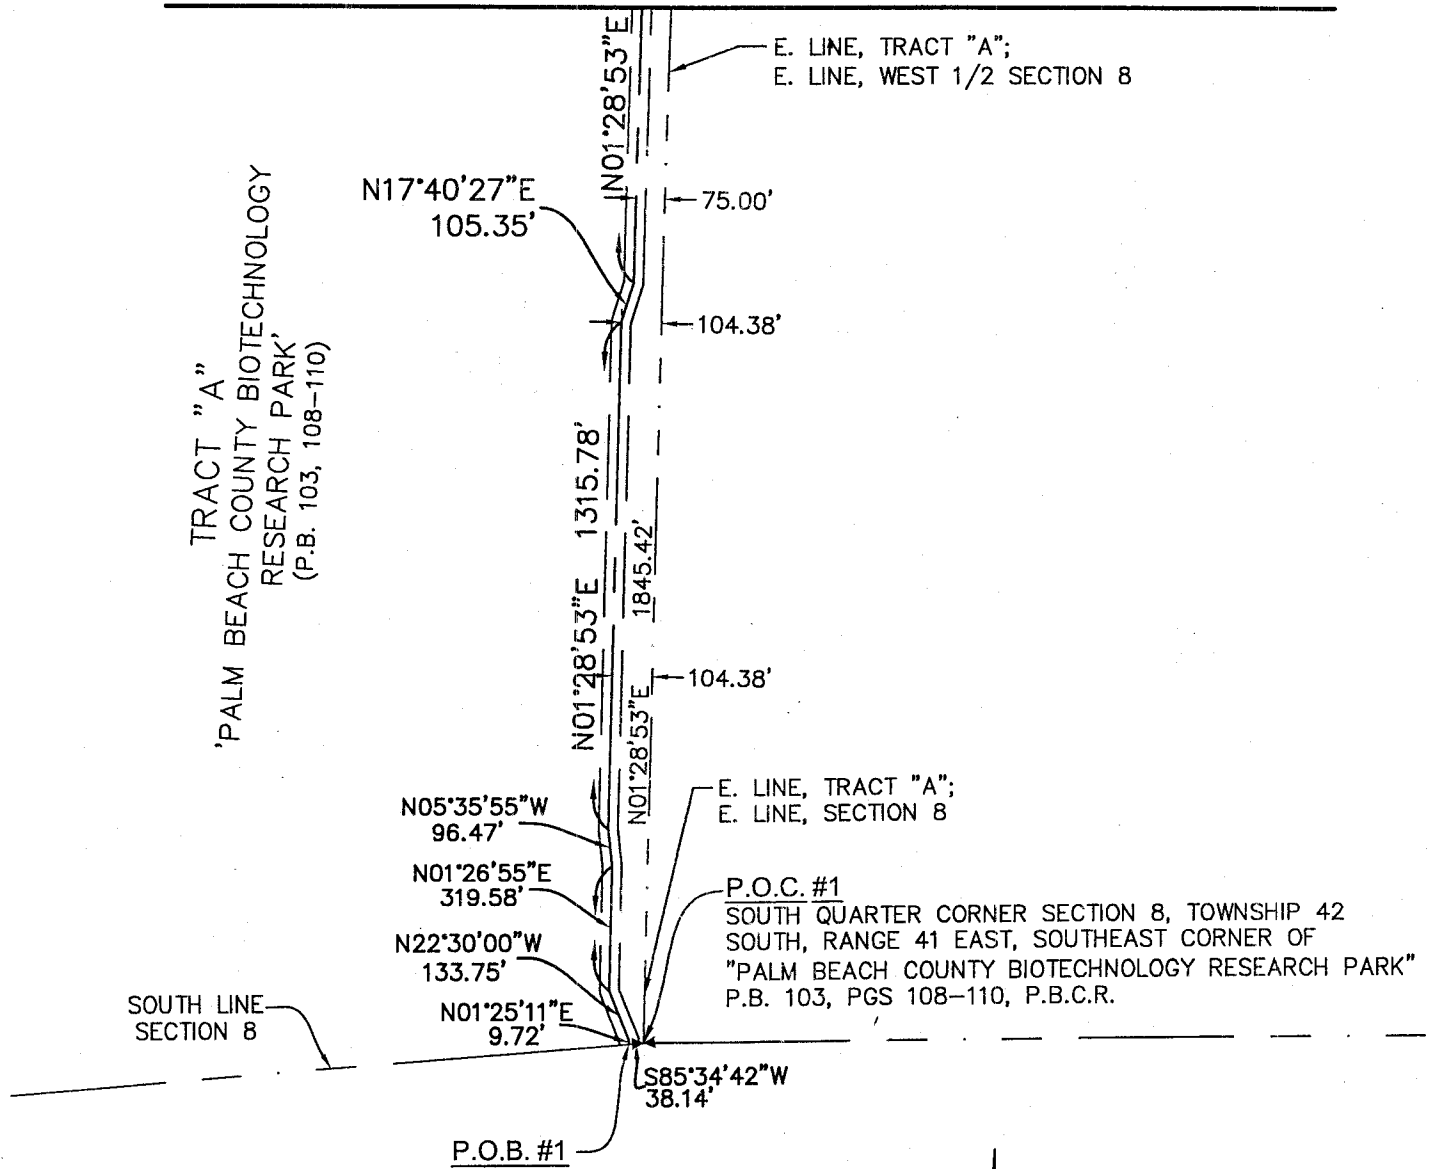 E. LINE, TRACT "A";
E. LINE, WEST 1/2 SECTION 8
N01°28'53"E
N17°40'27"E
105.35'
75.00'
104.38'
TRACT "A"
'PALM BEACH COUNTY BIOTECHNOLOGY
RESEARCH PARK'
(P.B. 103, 108-110)
N01°28'53"E 1315.78'
1845.42'
N01°28'53"E
104.38'
E. LINE, TRACT "A";
E. LINE, SECTION 8
N05°35'55"W
96.47'
N01°26'55"E
319.58'
N22°30'00"W
133.75'
N01°25'11"E
9.72'
P.O.C. #1
SOUTH QUARTER CORNER SECTION 8, TOWNSHIP 42
SOUTH, RANGE 41 EAST, SOUTHEAST CORNER OF
"PALM BEACH COUNTY BIOTECHNOLOGY RESEARCH PARK"
P.B. 103, PGS 108-110, P.B.C.R.
SOUTH LINE
SECTION 8
S85°34'42"W
38.14'
P.O.B. #1